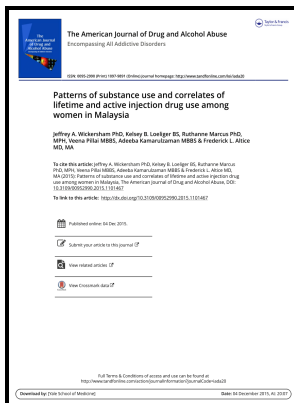 The American Journal of Drug and Alcohol Abuse
Encompassing All Addictive Disorders
Taylor & Francis
ISSN: 0095-2990 (Print) 1097-9891 (Online) Journal homepage: http://www.tandfonline.com/loi/iada20
Patterns of substance use and correlates of
lifetime and active injection drug use among
women in Malaysia
Jeffrey A. Wickersham PhD, Kelsey B. Loeliger BS, Ruthanne Marcus PhD,
MPH, Veena Pillai MBBS, Adeeba Kamarulzaman MBBS & Frederick L. Altice
MD, MA
To cite this article: Jeffrey A. Wickersham PhD, Kelsey B. Loeliger BS, Ruthanne Marcus PhD,
MPH, Veena Pillai MBBS, Adeeba Kamarulzaman MBBS & Frederick L. Altice MD,
MA (2015): Patterns of substance use and correlates of lifetime and active injection drug
use among women in Malaysia, The American Journal of Drug and Alcohol Abuse, DOI:
10.3109/00952990.2015.1101467
To link to this article: http://dx.doi.org/10.3109/00952990.2015.1101467
Published online: 04 Dec 2015.
Submit your article to this journal
View related articles
View Crossmark data
Full Terms & Conditions of access and use can be found at
http://www.tandfonline.com/action/journalInformation?journalCode=iada20
Download by: [Yale School of Medicine]
Date: 04 December 2015, At: 20:07